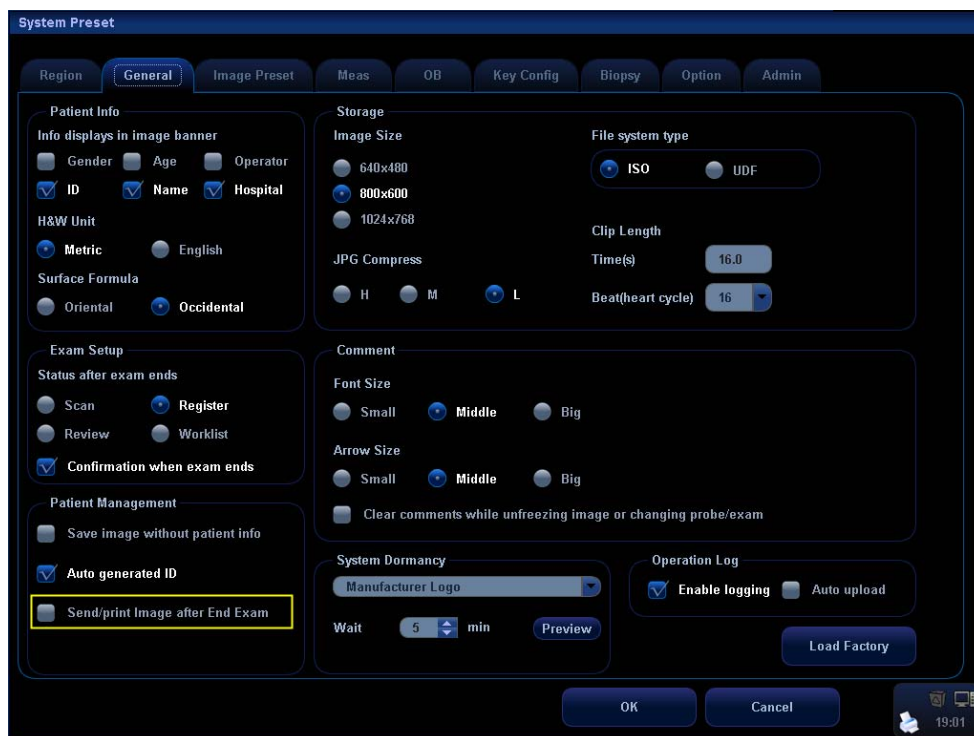 System Preset
Region General Image Preset Meas OB Key Config Biopsy Option Admin
Patient Info
Info displays in image banner
Gender Age Operator
ID Name Hospital
H&W Unit
Metric English
Surface Formula
Oriental Occidental
Exam Setup
Status after exam ends
Scan Register
Review Worklist
Confirmation when exam ends
Patient Management
Save image without patient info
Auto generated ID
Send/print Image after End Exam
Storage
Image Size
640x480
800x600
1024x768
JPG Compress
H M L
File system type
ISO UDF
Clip Length
Time(s) 16.0
Beat(heart cycle) 16
Comment
Font Size
Small Middle Big
Arrow Size
Small Middle Big
Clear comments while unfreezing image or changing probe/exam
System Dormancy
Manufacturer Logo
Wait 5 min Preview
Operation Log
Enable logging Auto upload
Load Factory
OK Cancel
19:01